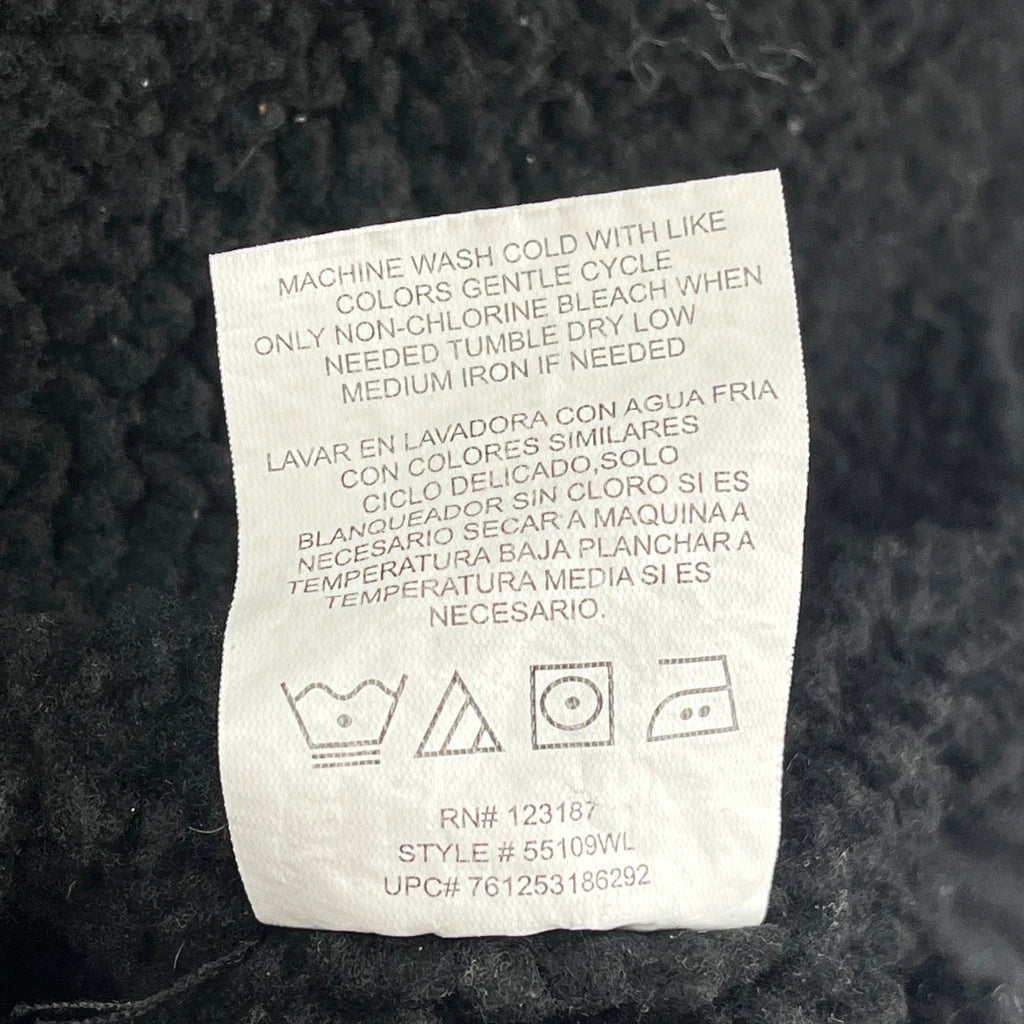 MACHINE WASH COLD WITH LIKE
COLORS GENTLE CYCLE
ONLY NON-CHLORINE BLEACH WHEN
NEEDED TUMBLE DRY LOW
MEDIUM IRON IF NEEDED
LAVAR EN LAVADORA CON AGUA FRIA
CON COLORES SIMILARES
CICLO DELICADO,SOLO
BLANQUEADOR SIN CLORO SI ES
NECESARIO SECAR A MAQUINA A
TEMPERATURA BAJA PLANCHAR A
TEMPERATURA MEDIA SI ES
NECESARIO.
RN# 123187
STYLE # 55109WL
UPC# 761253186292